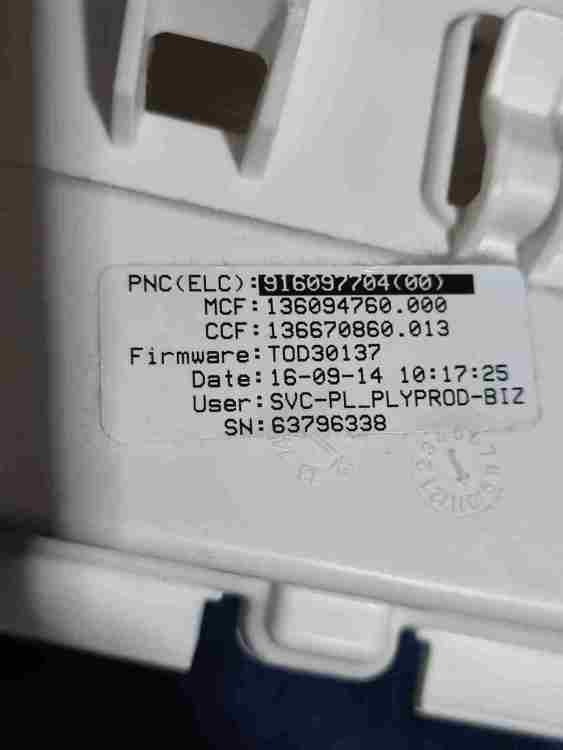 PNC(ELC):916097704(00)
MCF:136094760.000
CCF:136670860.013
Firmware:TOD30137
Date:16-09-14 10:17:25
User:SVC-PL_PLYPROD-BIZ
SN:63796338